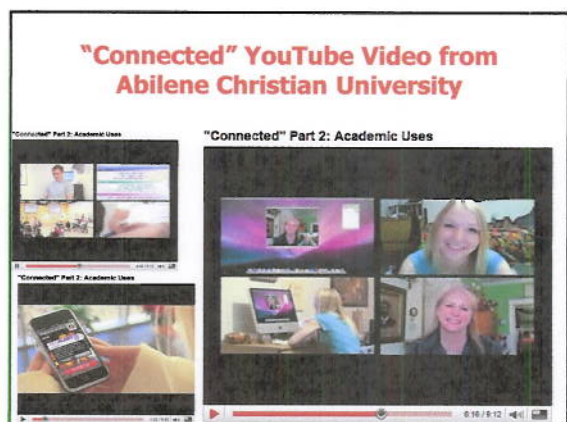 "Connected" YouTube Video from
Abilene Christian University
"Connected" Part 2: Academic Uses
"Connected" Part 2: Academic Uses
"Connected" Part 2: Academic Uses
6:16 / 9:12